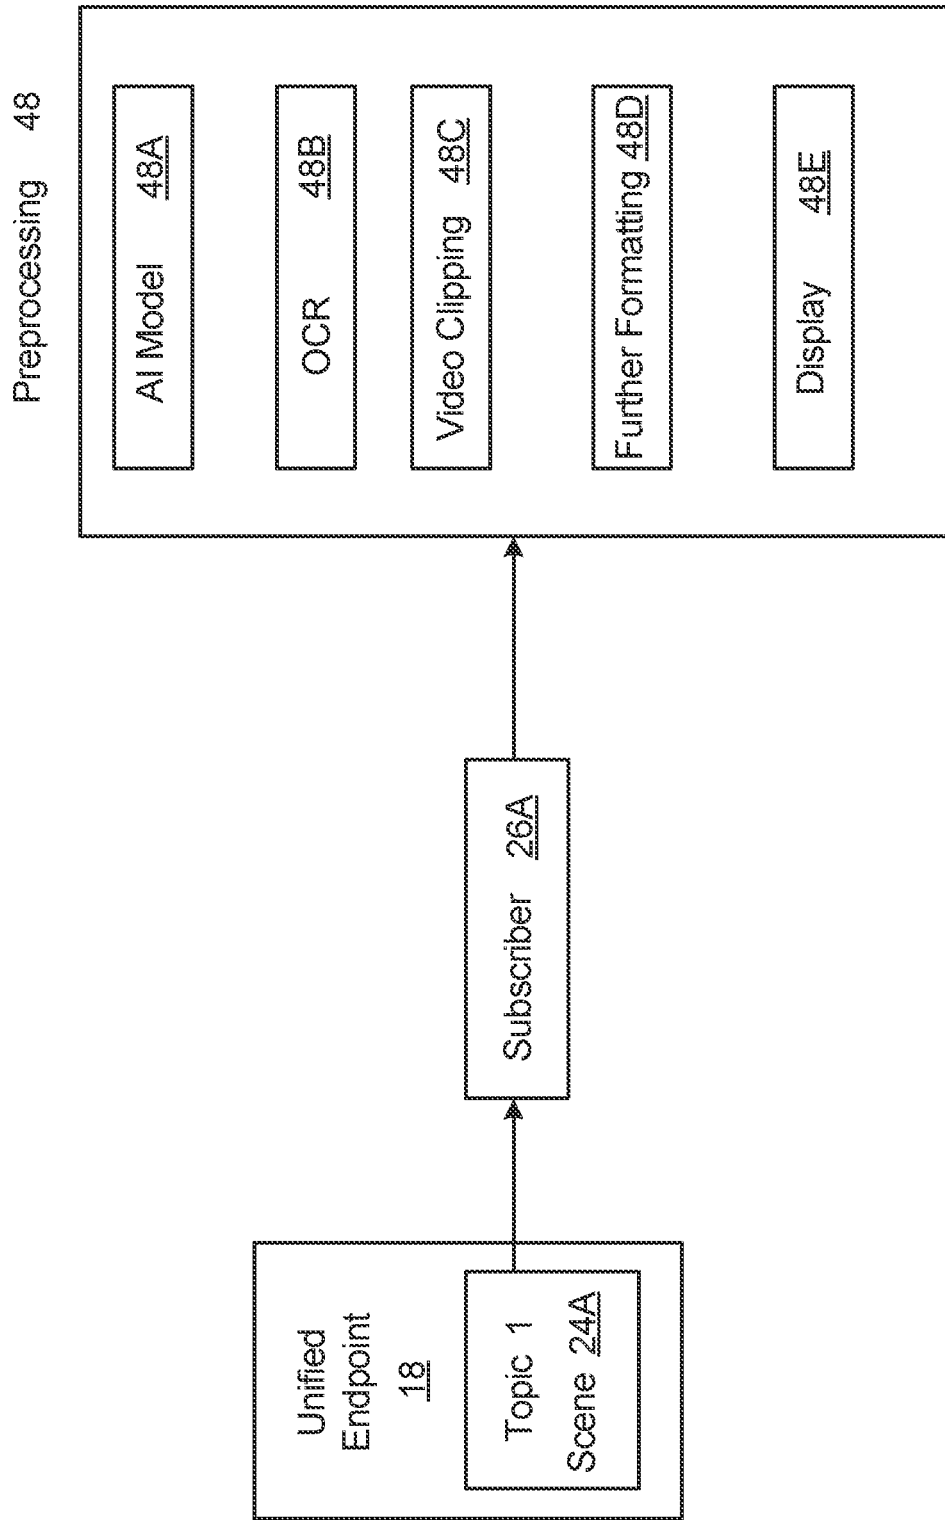 Unified
Endpoint
18
Topic 1
Scene 24A
Subscriber 26A
Preprocessing 48
AI Model 48A
OCR 48B
Video Clipping 48C
Further Formatting 48D
Display 48E